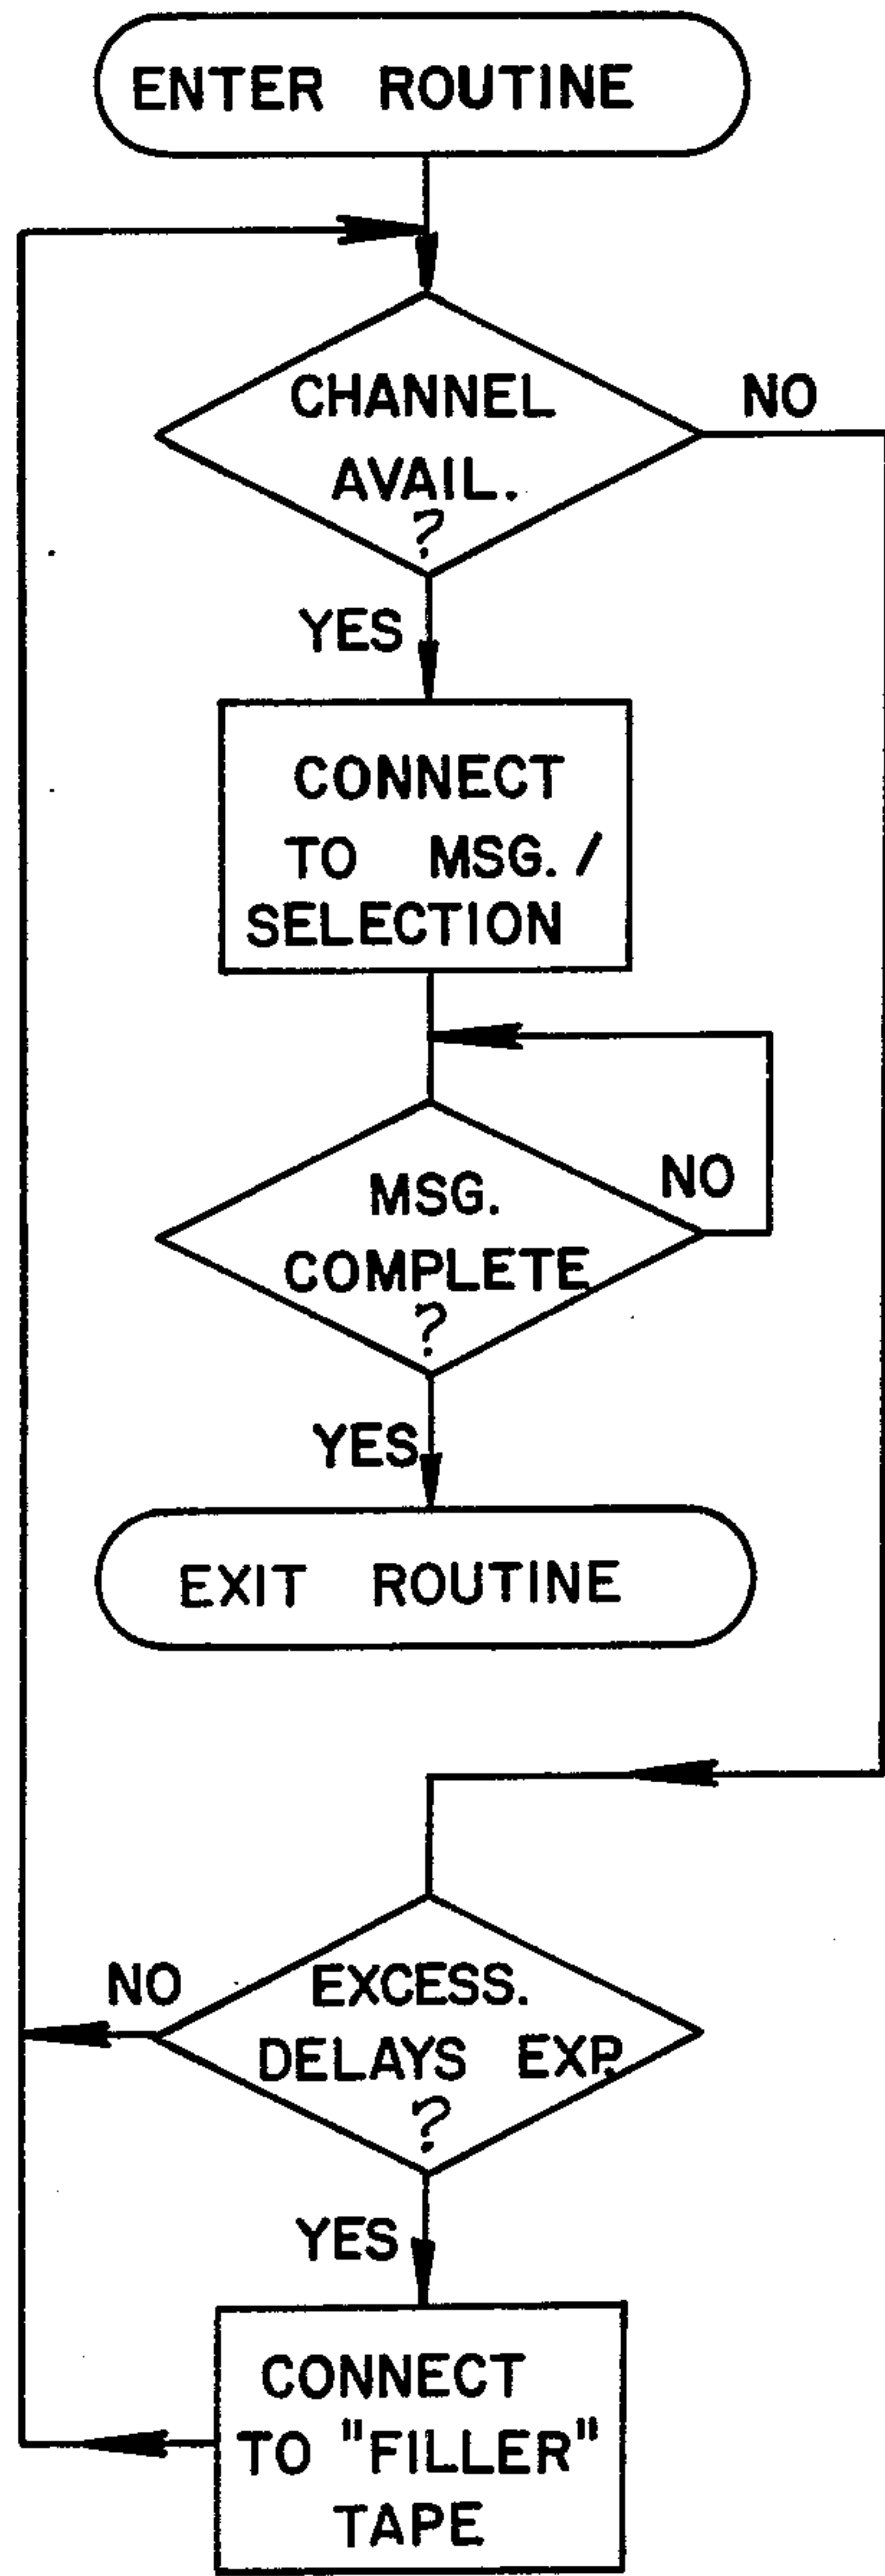 ENTER ROUTINE
CHANNEL
AVAIL.
?
NO
YES
CONNECT
TO MSG. /
SELECTION
MSG.
COMPLETE
?
NO
YES
EXIT ROUTINE
EXCESS.
DELAYS EXP.
?
NO
YES
CONNECT
TO "FILLER"
TAPE